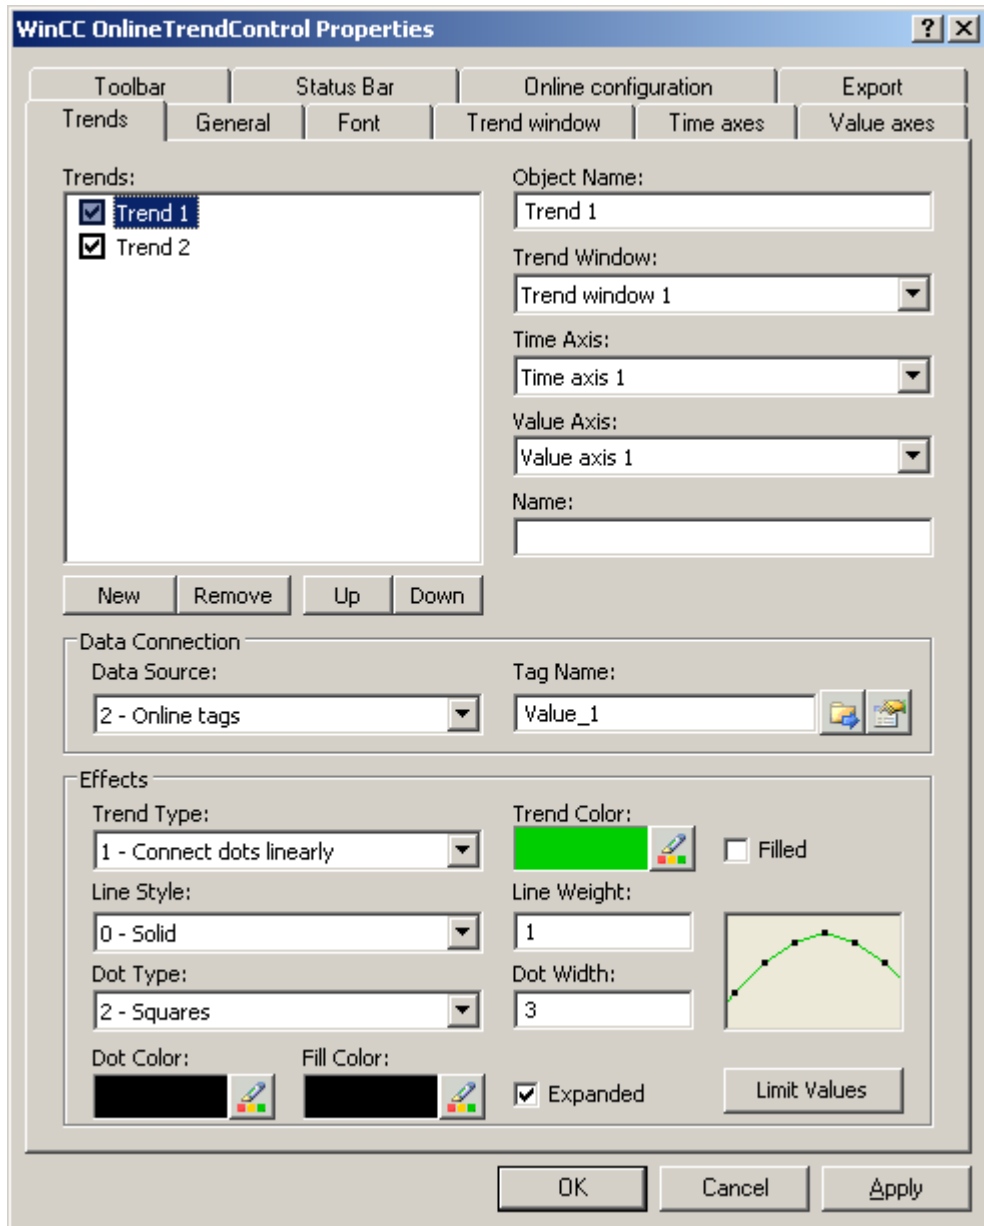 WinCC OnlineTrendControl Properties
Toolbar Status Bar Online configuration Export
Trends General Font Trend window Time axes Value axes
Trends:
Trend 1
Trend 2
Object Name:
Trend 1
Trend Window:
Trend window 1
Time Axis:
Time axis 1
Value Axis:
Value axis 1
Name:
New Remove Up Down
Data Connection
Data Source: Tag Name:
2 - Online tags Value_1
Effects
Trend Type: Trend Color:
1 - Connect dots linearly Filled
Line Style: Line Weight:
0 - Solid 1
Dot Type: Dot Width:
2 - Squares 3
Dot Color: Fill Color:
Expanded Limit Values
OK Cancel Apply